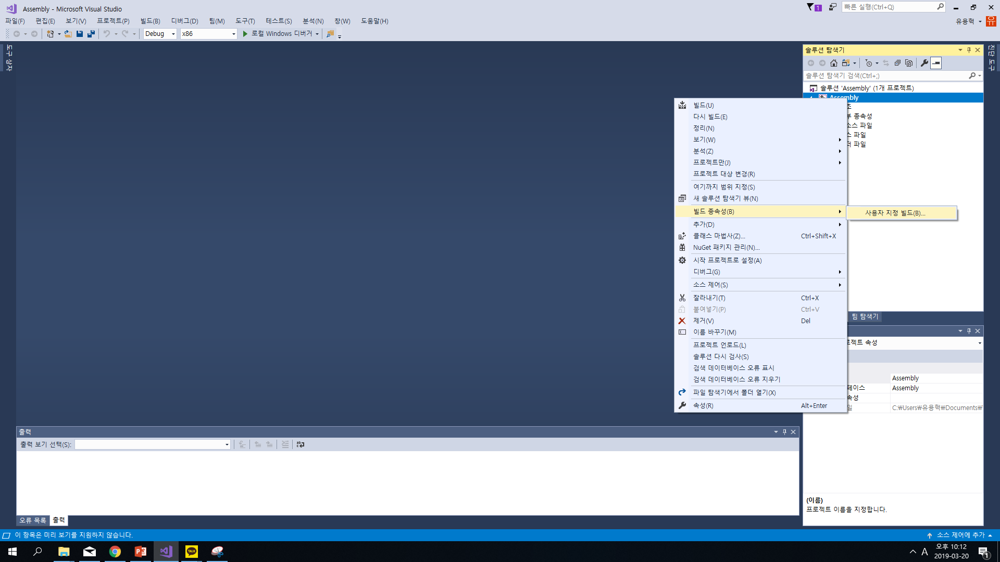 Assembly - Microsoft Visual Studio
1
빠른 실행(Ctrl+Q)
파일(F) 편집(E) 보기(V) 프로젝트(P) 빌드(B) 디버그(D) 팀(M) 도구(T) 테스트(S) 분석(N) 창(W) 도움말(H)
유용혁
Debug x86 로컬 Windows 디버거
도구 상자
진단 도구
솔루션 탐색기
솔루션 탐색기 검색(Ctrl+;)
솔루션 'Assembly' (1개 프로젝트)
Assembly
조
부 종속성
소스 파일
스 파일
더 파일
빌드(U)
다시 빌드(E)
정리(N)
보기(W)
분석(Z)
프로젝트만(J)
프로젝트 대상 변경(R)
여기까지 범위 지정(S)
새 솔루션 탐색기 뷰(N)
빌드 종속성(B)
사용자 지정 빌드(B)...
추가(D)
클래스 마법사(Z)... Ctrl+Shift+X
NuGet 패키지 관리(N)...
시작 프로젝트로 설정(A)
디버그(G)
소스 제어(S)
잘라내기(T) Ctrl+X
붙여넣기(P) Ctrl+V
제거(V) Del
이름 바꾸기(M)
프로젝트 언로드(L)
솔루션 다시 검사(S)
검색 데이터베이스 오류 표시
검색 데이터베이스 오류 지우기
파일 탐색기에서 폴더 열기(X)
속성(R) Alt+Enter
팀 탐색기
로젝트 속성
Assembly
페이스 Assembly
속성
일 C:₩Users₩유용혁₩Documents₩
(이름)
프로젝트 이름을 지정합니다.
출력
출력 보기 선택(S):
오류 목록 출력
이 항목은 미리 보기를 지원하지 않습니다.
소스 제어에 추가
TALK
A
오후 10:12
2019-03-20
1